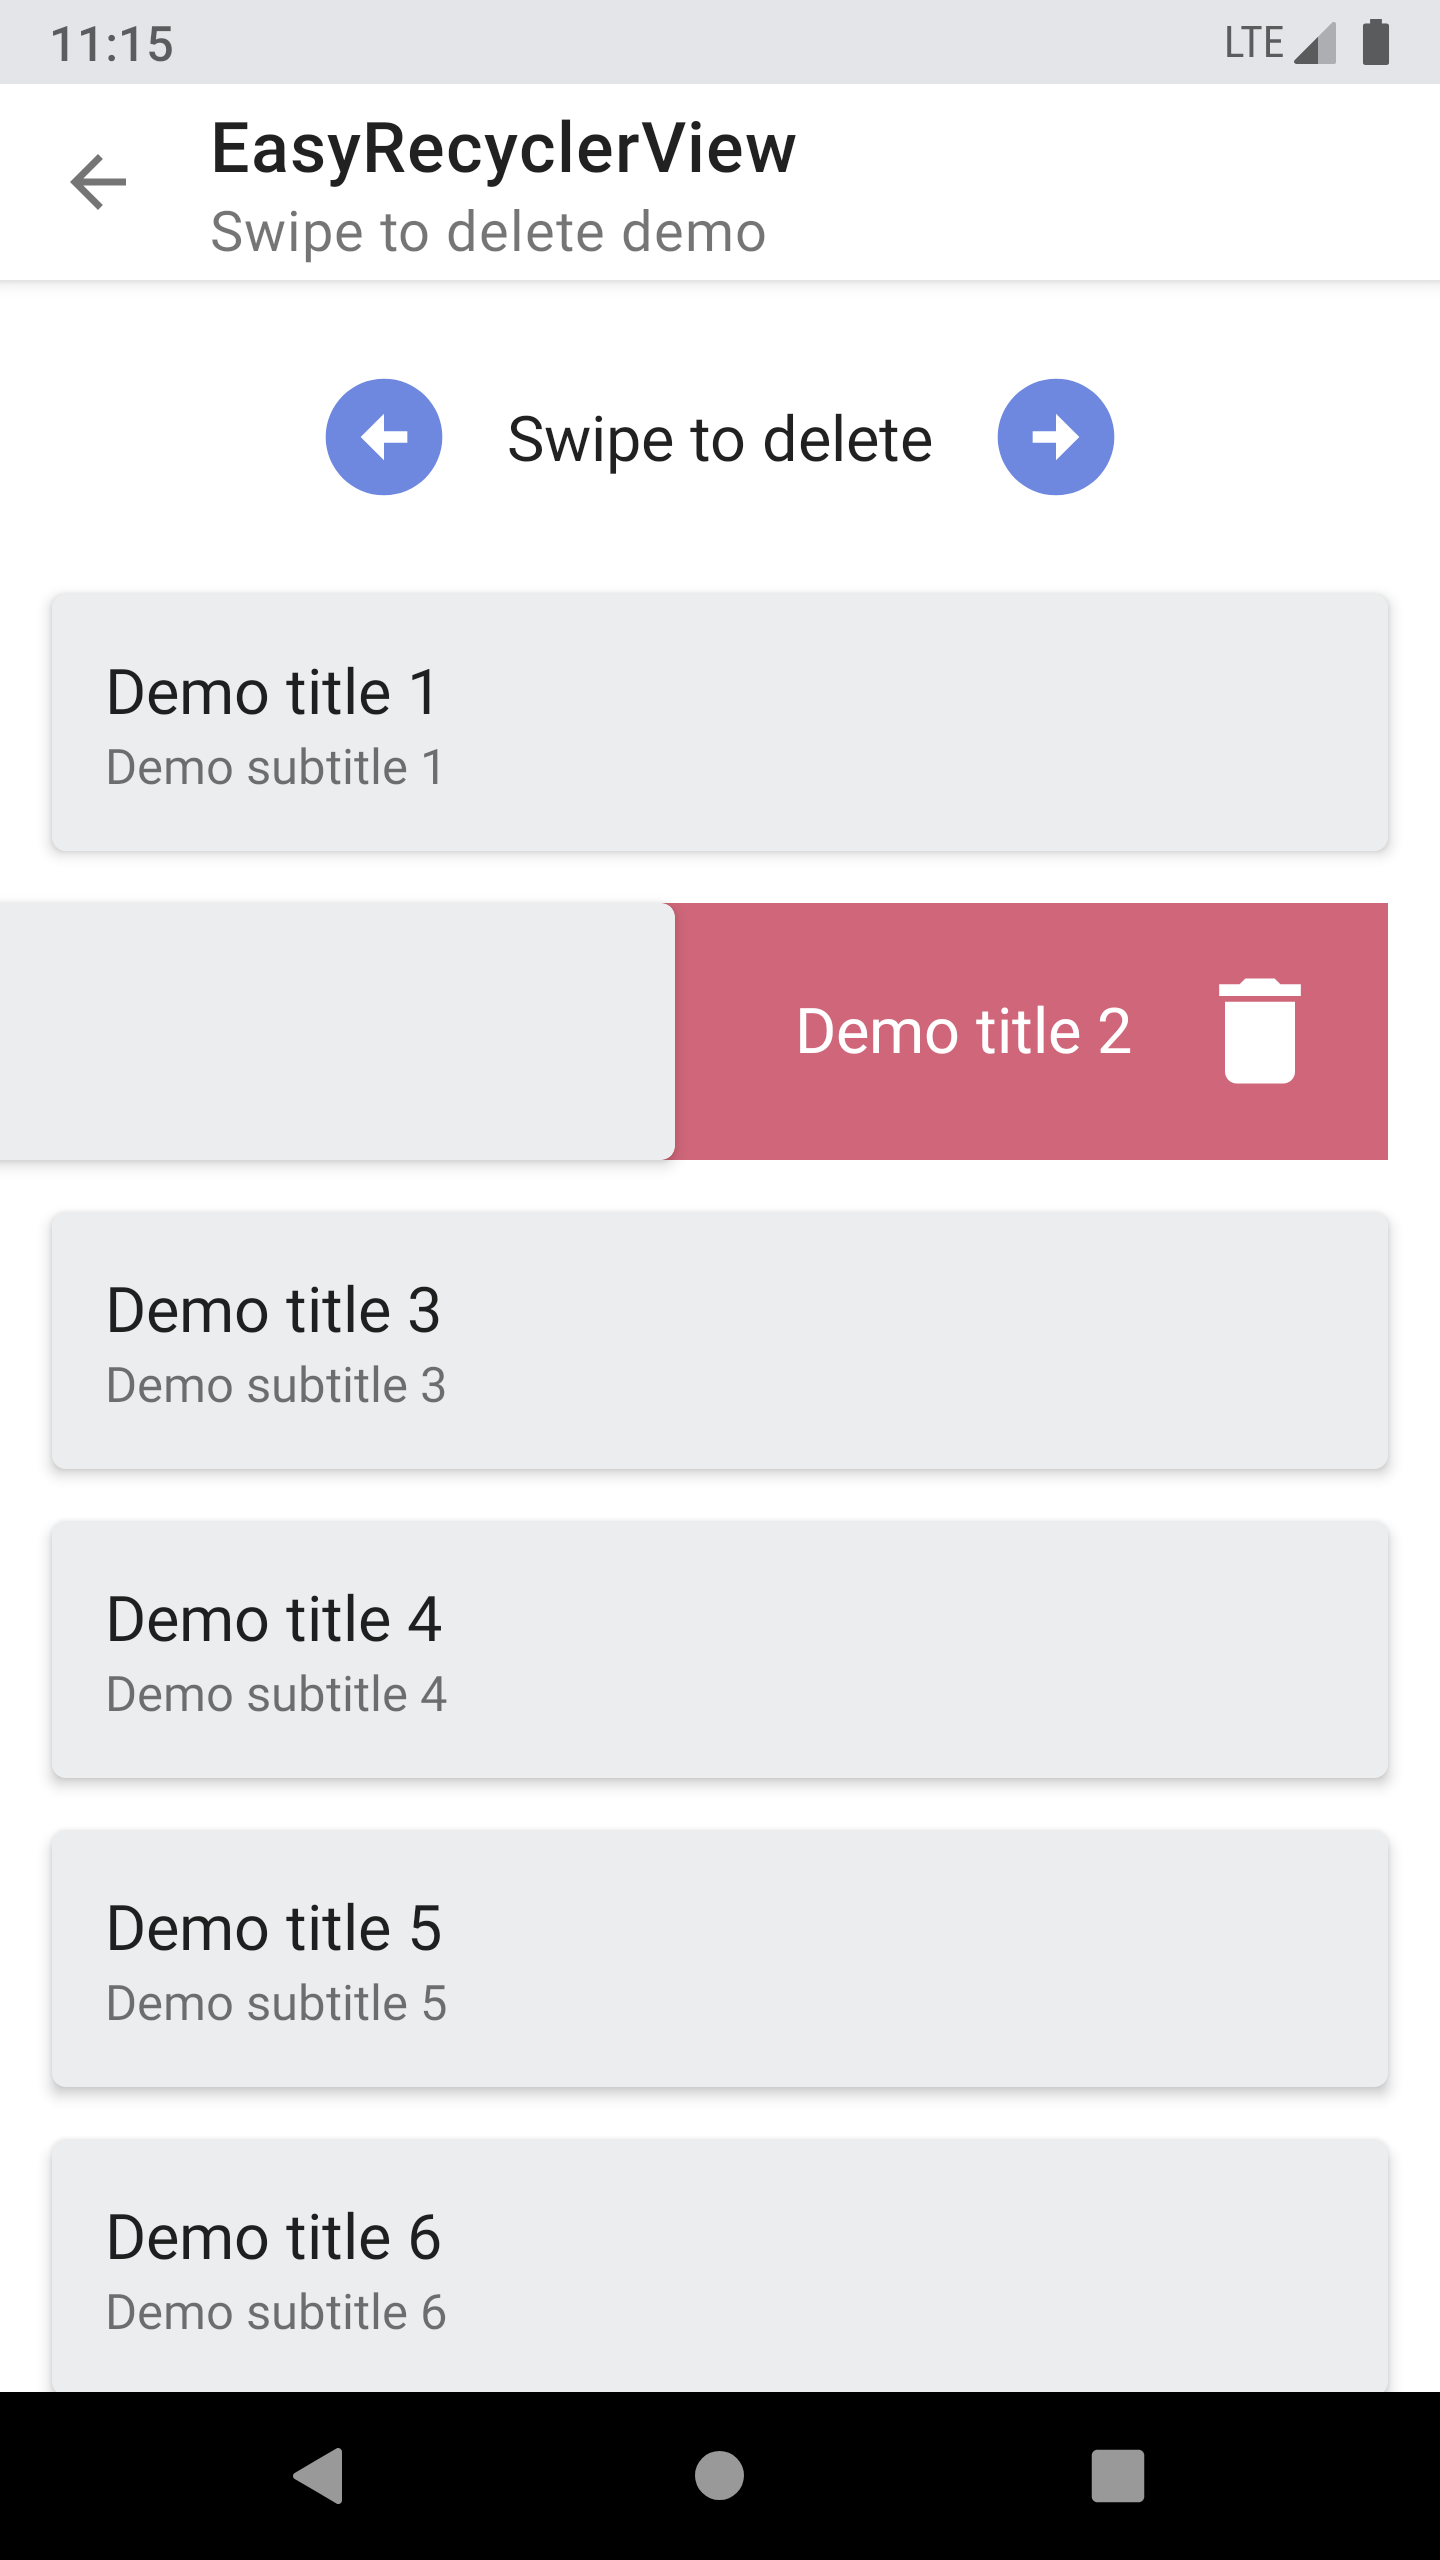 11:15 LTE
EasyRecyclerView
Swipe to delete demo
Swipe to delete
Demo title 1
Demo subtitle 1
Demo title 2
Demo title 3
Demo subtitle 3
Demo title 4
Demo subtitle 4
Demo title 5
Demo subtitle 5
Demo title 6
Demo subtitle 6